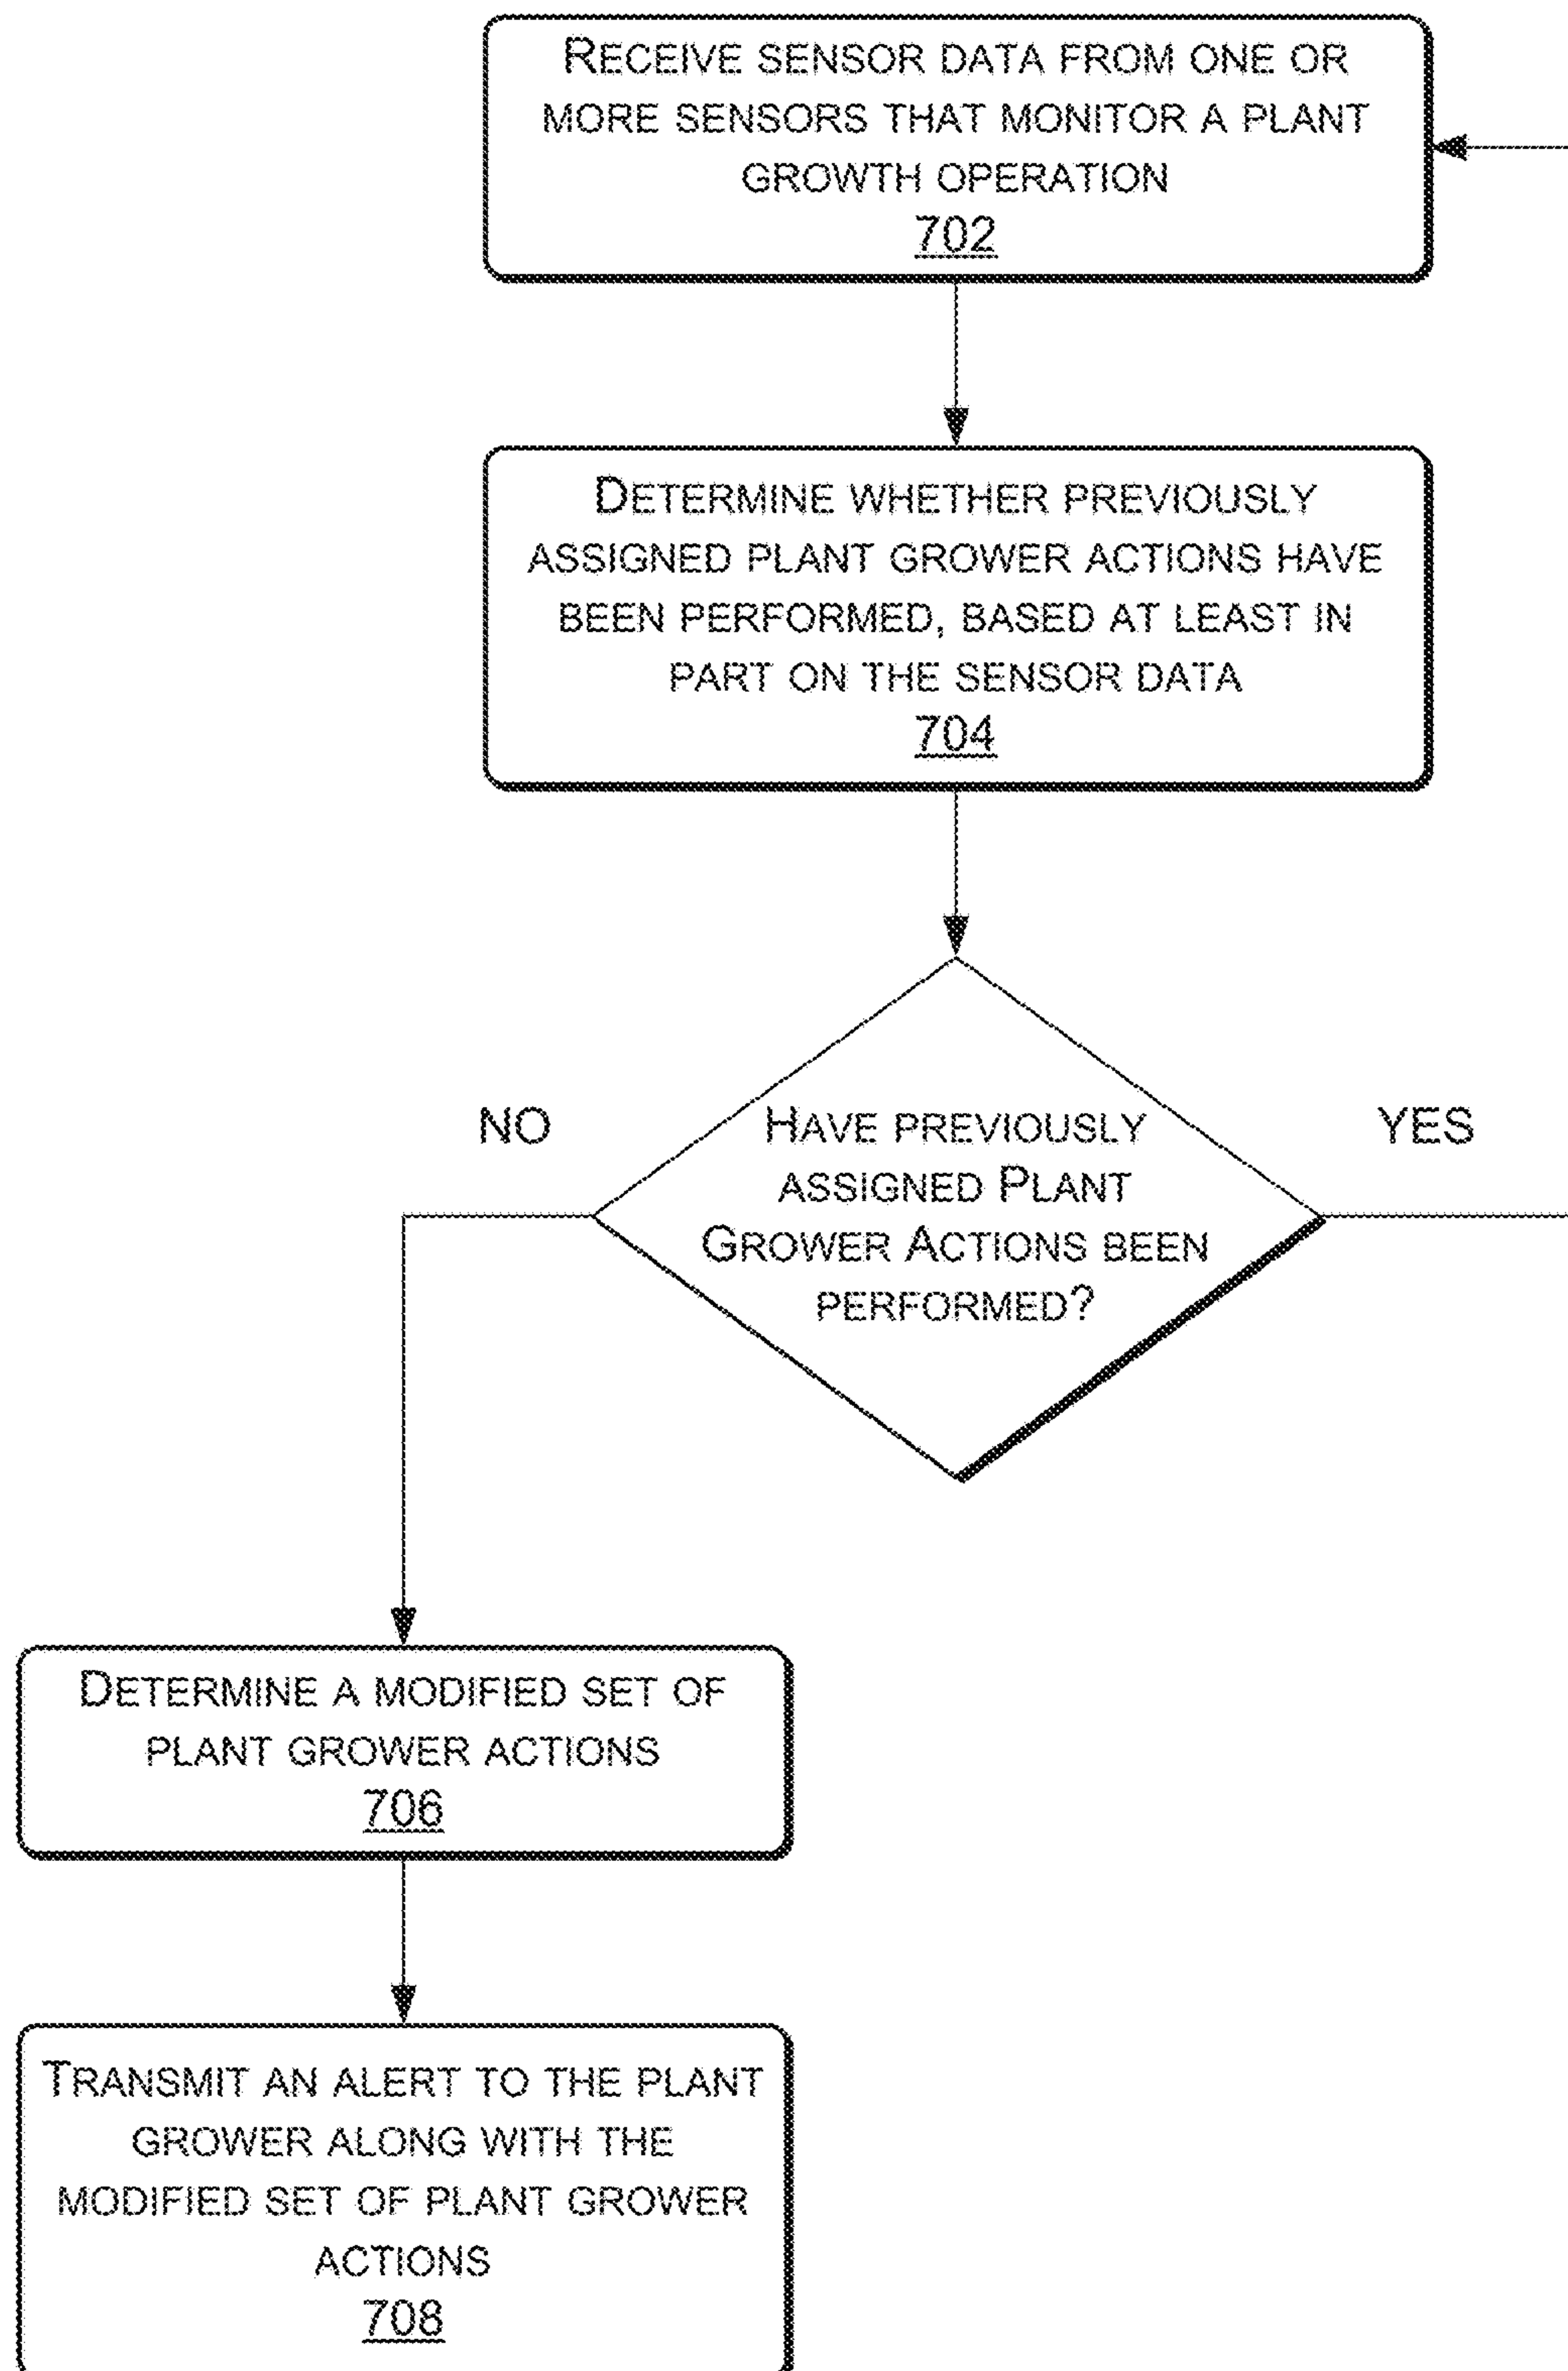 RECEIVE SENSOR DATA FROM ONE OR
MORE SENSORS THAT MONITOR A PLANT
GROWTH OPERATION
702
DETERMINE WHETHER PREVIOUSLY
ASSIGNED PLANT GROWER ACTIONS HAVE
BEEN PERFORMED, BASED AT LEAST IN
PART ON THE SENSOR DATA
704
NO
YES
HAVE PREVIOUSLY
ASSIGNED PLANT
GROWER ACTIONS BEEN
PERFORMED?
DETERMINE A MODIFIED SET OF
PLANT GROWER ACTIONS
706
TRANSMIT AN ALERT TO THE PLANT
GROWER ALONG WITH THE
MODIFIED SET OF PLANT GROWER
ACTIONS
708